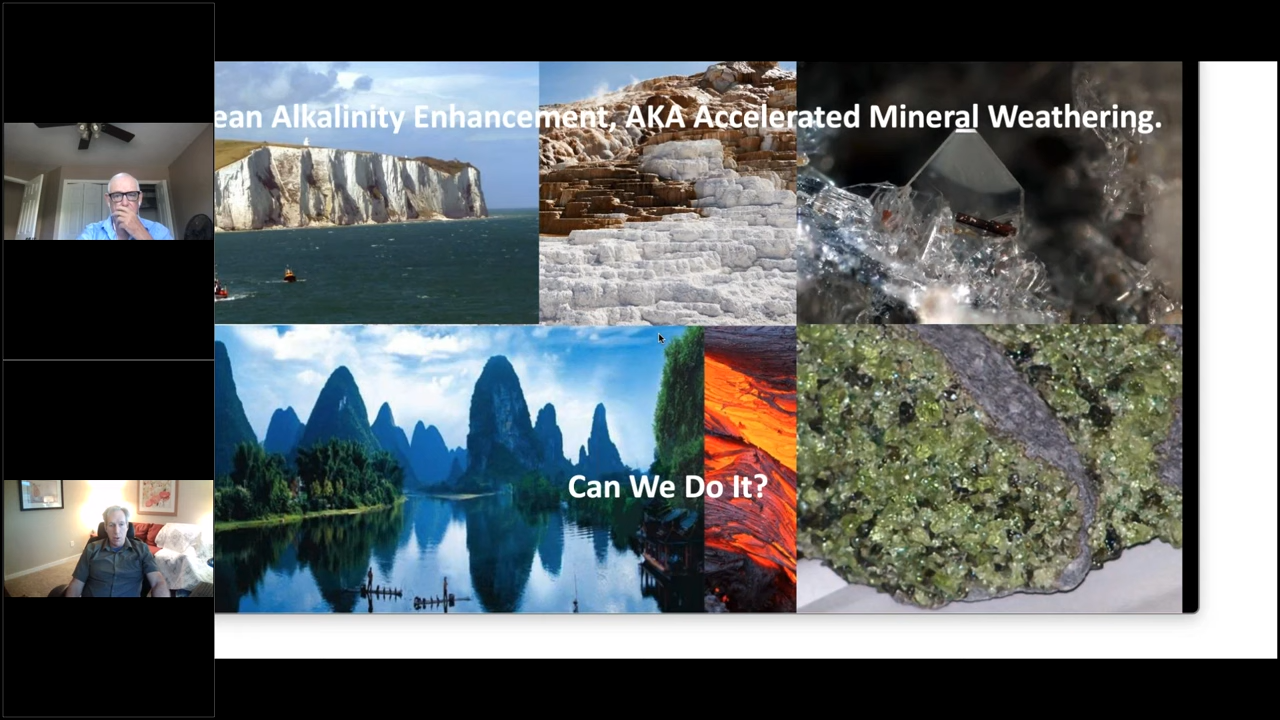 ean Alkalinity Enhancement, AKA Accelerated Mineral Weathering.
Can We Do It?